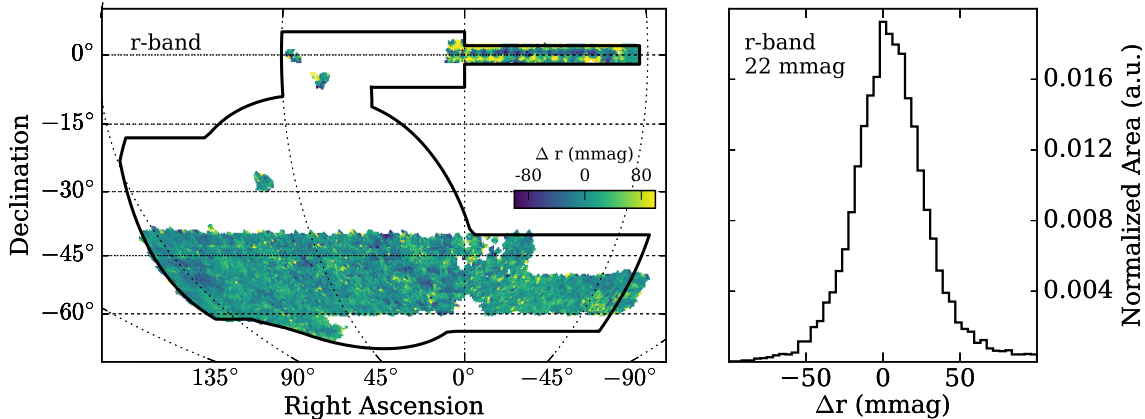 r-band
0°
−15°
−30°
−45°
−60°
Declination
Δ r (mmag)
-80 0 80
135° 90° 45° 0° −45° −90°
Right Ascension
r-band
22 mmag
0.016
0.012
0.008
0.004
Normalized Area (a.u.)
−50 0 50
Δr (mmag)